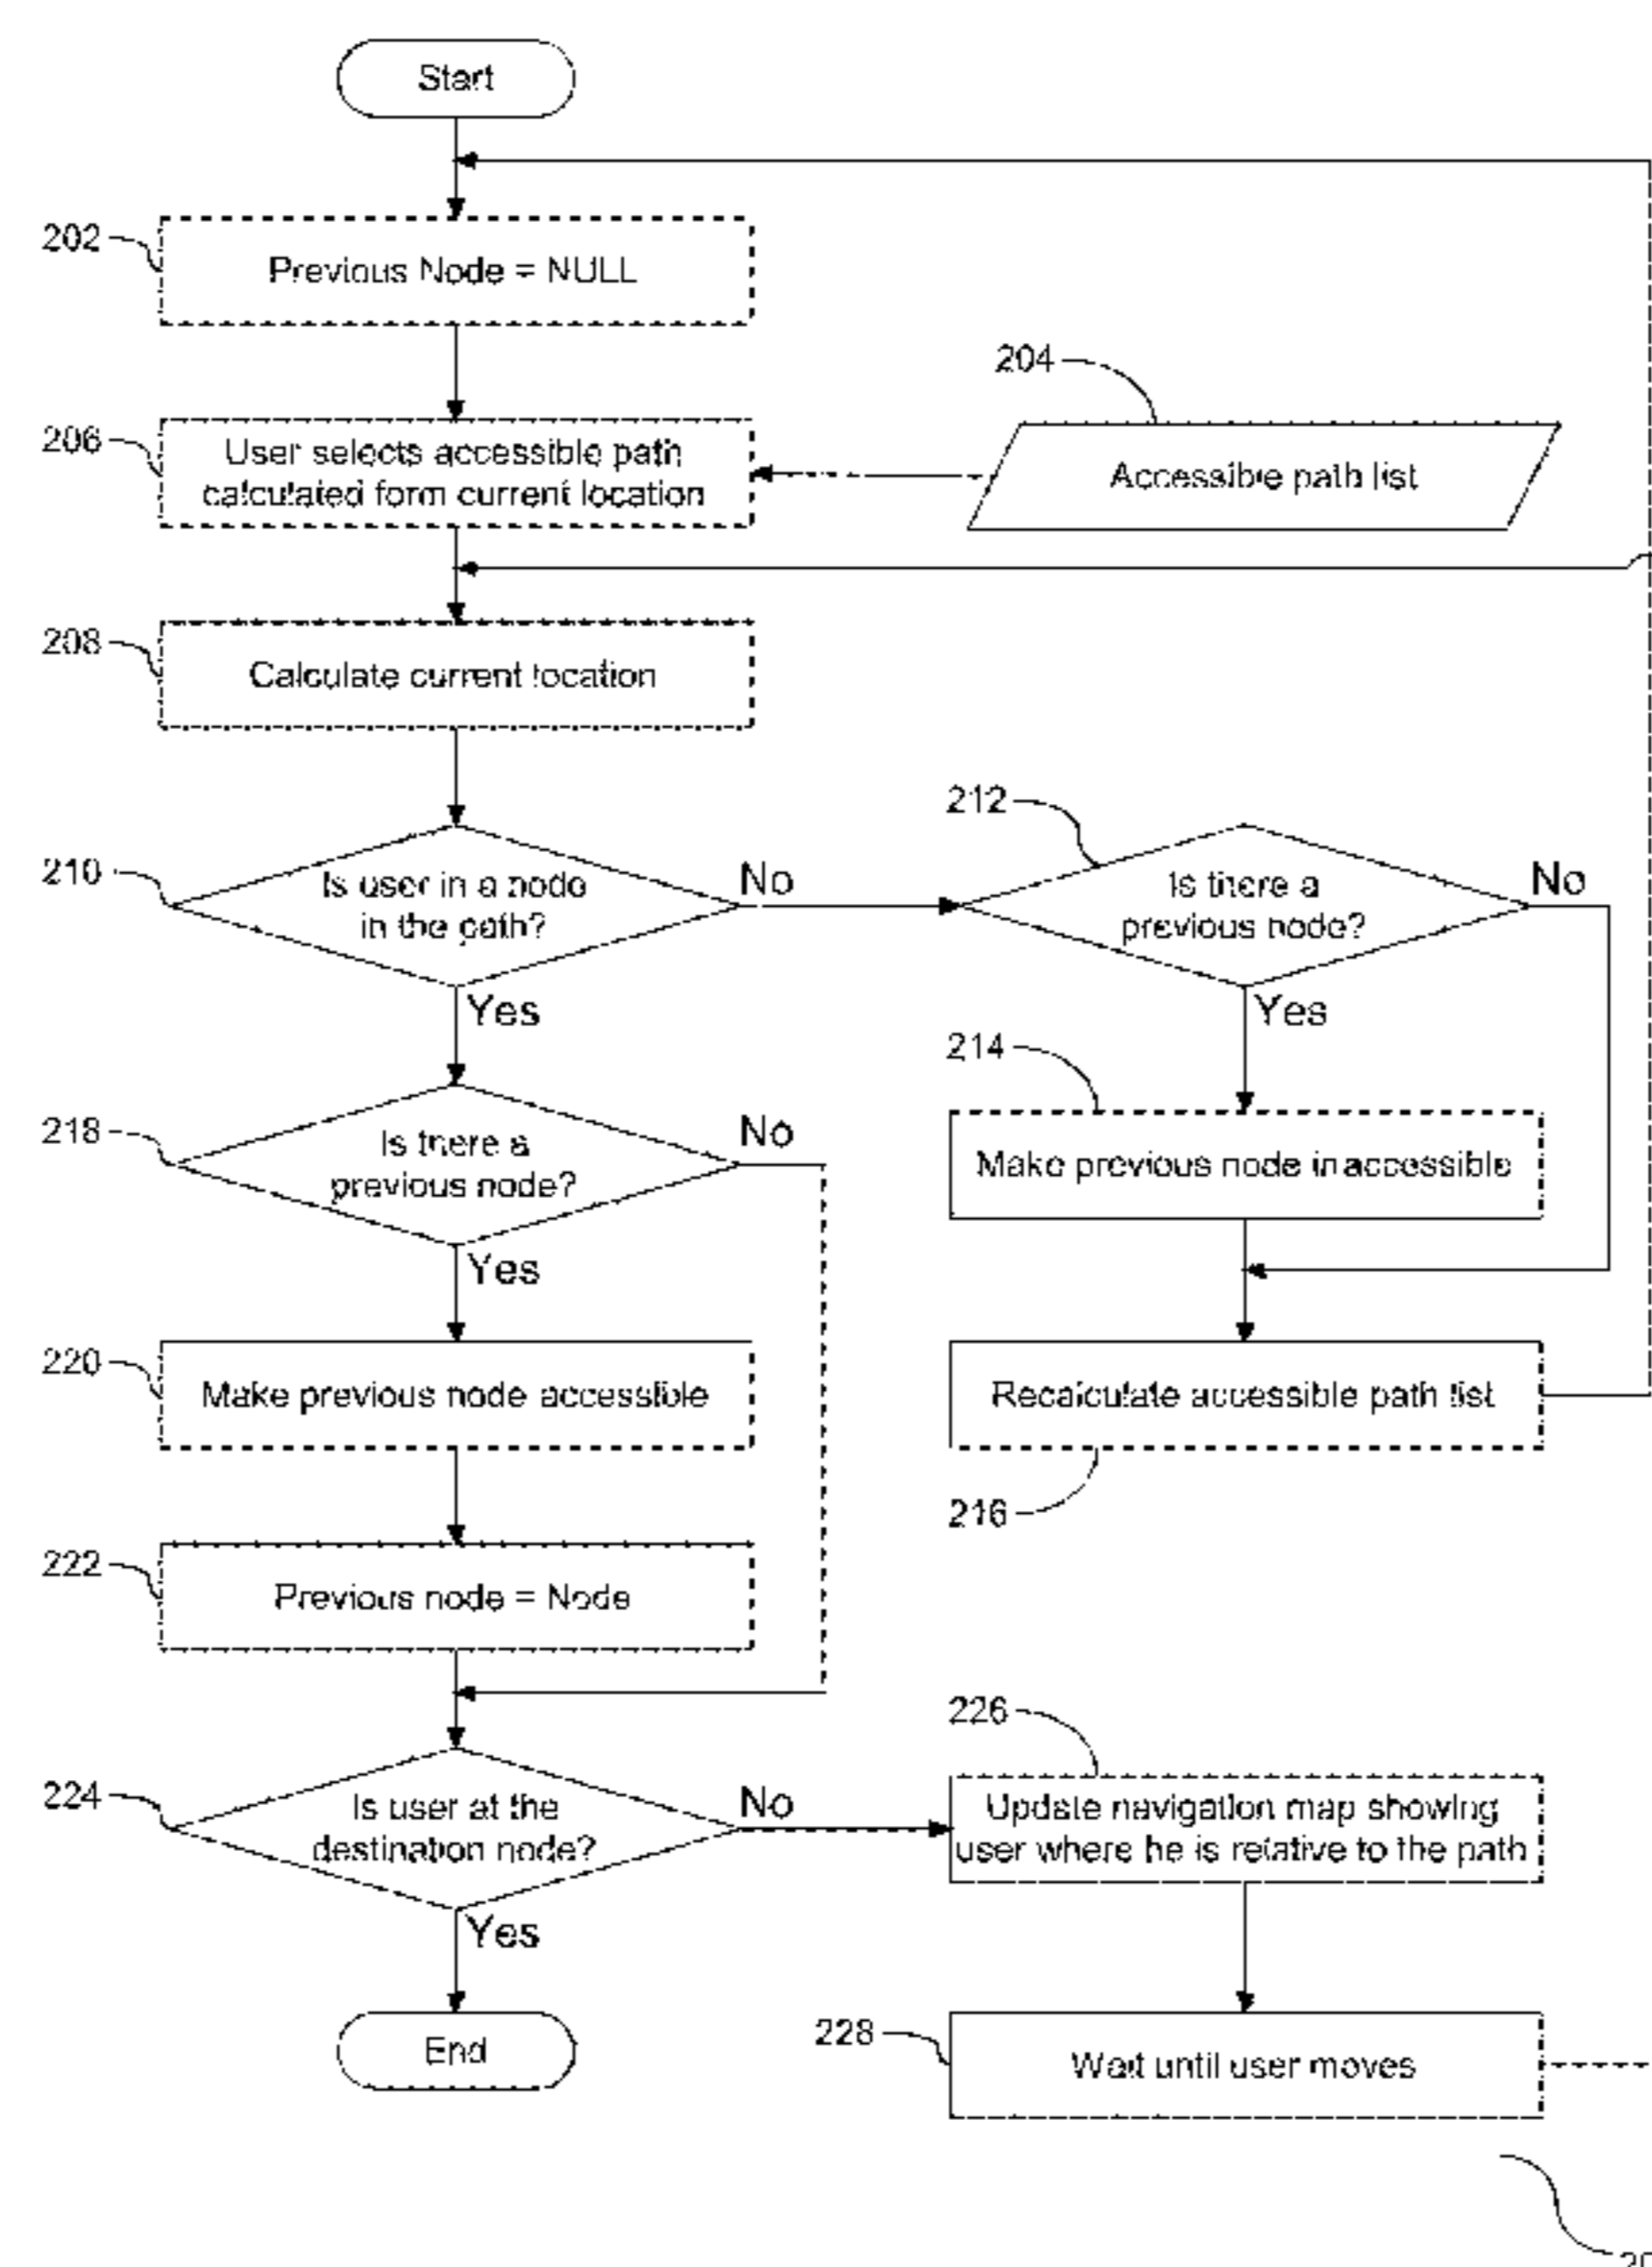 Start
202
Previous Node = NULL
204
206
User selects accessible path
calculated form current location
Accessible path list
208
Calculate current location
212
210
Is user in a node
in the path?
No
Is there a
previous node?
No
Yes
Yes
214
218
Is there a
previous node?
No
Make previous node inaccessible
Yes
220
Make previous node accessible
Recalculate accessible path list
216
222
Previous node = Node
226
224
Is user at the
destination node?
No
Update navigation map showing
user where he is relative to the path
Yes
End
228
Wait until user moves